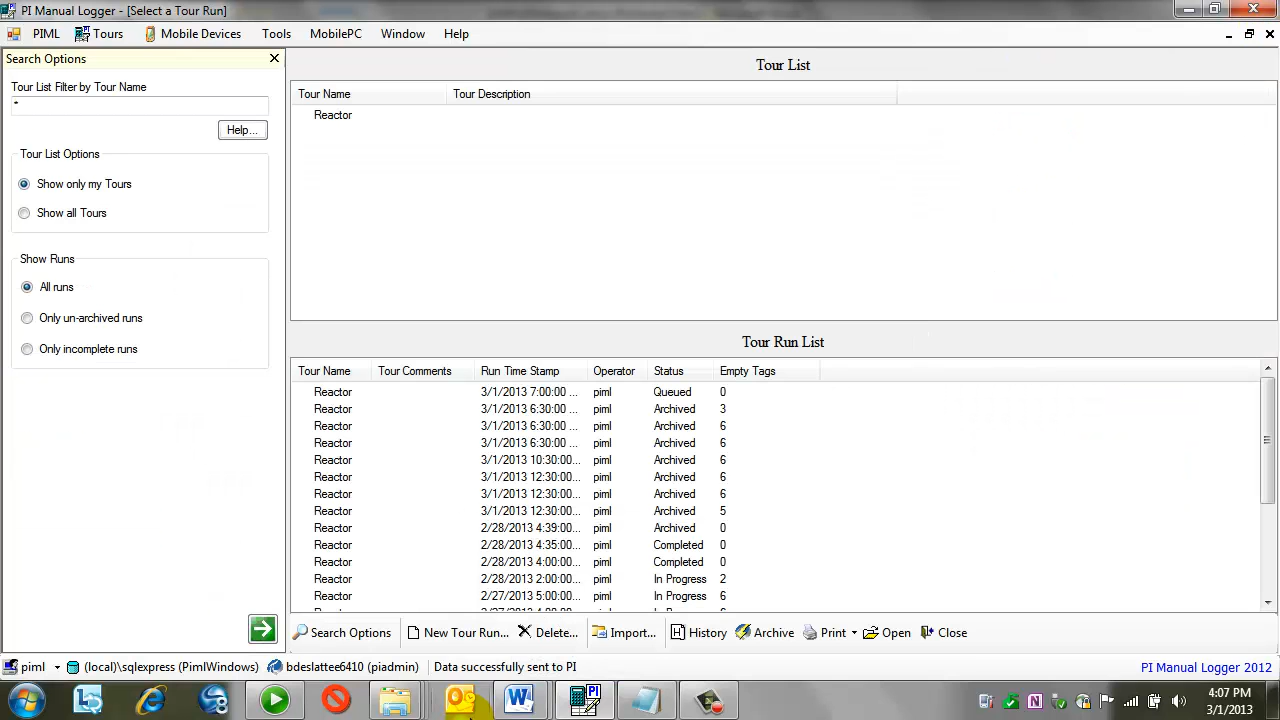 PI Manual Logger - [Select a Tour Run]
PIML Tours Mobile Devices Tools MobilePC Window Help
Search Options
Tour List Filter by Tour Name
*
Help...
Tour List Options
Show only my Tours
Show all Tours
Show Runs
All runs
Only un-archived runs
Only incomplete runs
Tour List
Tour Name Tour Description
Reactor
Tour Run List
Tour Name Tour Comments Run Time Stamp Operator Status Empty Tags
Reactor 3/1/2013 7:00:00 ... piml Queued 0
Reactor 3/1/2013 6:30:00 ... piml Archived 3
Reactor 3/1/2013 6:30:00 ... piml Archived 6
Reactor 3/1/2013 6:30:00 ... piml Archived 6
Reactor 3/1/2013 10:30:00... piml Archived 6
Reactor 3/1/2013 12:30:00... piml Archived 6
Reactor 3/1/2013 12:30:00... piml Archived 6
Reactor 3/1/2013 12:30:00... piml Archived 5
Reactor 2/28/2013 4:39:00... piml Archived 0
Reactor 2/28/2013 4:35:00... piml Completed 0
Reactor 2/28/2013 4:00:00... piml Completed 0
Reactor 2/28/2013 2:00:00... piml In Progress 2
Reactor 2/27/2013 5:00:00... piml In Progress 6
Search Options New Tour Run... Delete... Import... History Archive Print Open Close
piml (local)\sqlexpress (PimlWindows) bdeslattee6410 (piadmin) Data successfully sent to PI PI Manual Logger 2012
4:07 PM
3/1/2013